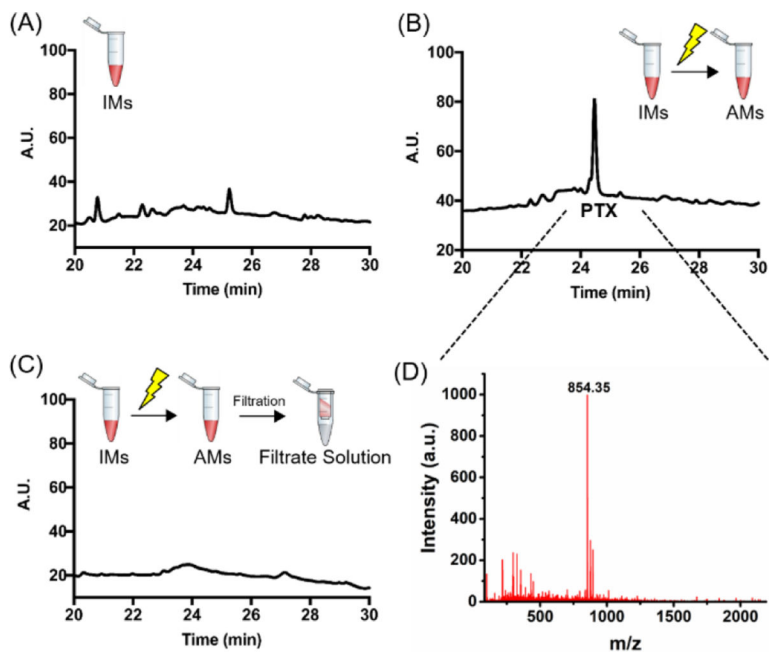 (A)
IMs
100
80
60
40
20
A.U.
20 22 24 26 28 30
Time (min)
(B)
IMs AMs
100
80
60
40
20
A.U.
PTX
20 22 24 26 28 30
Time (min)
(C)
Filtration
IMs AMs Filtrate Solution
100
80
60
40
20
0
A.U.
20 22 24 26 28 30
Time (min)
(D)
854.35
1000
800
600
400
200
0
Intensity (a.u.)
500 1000 1500 2000
m/z